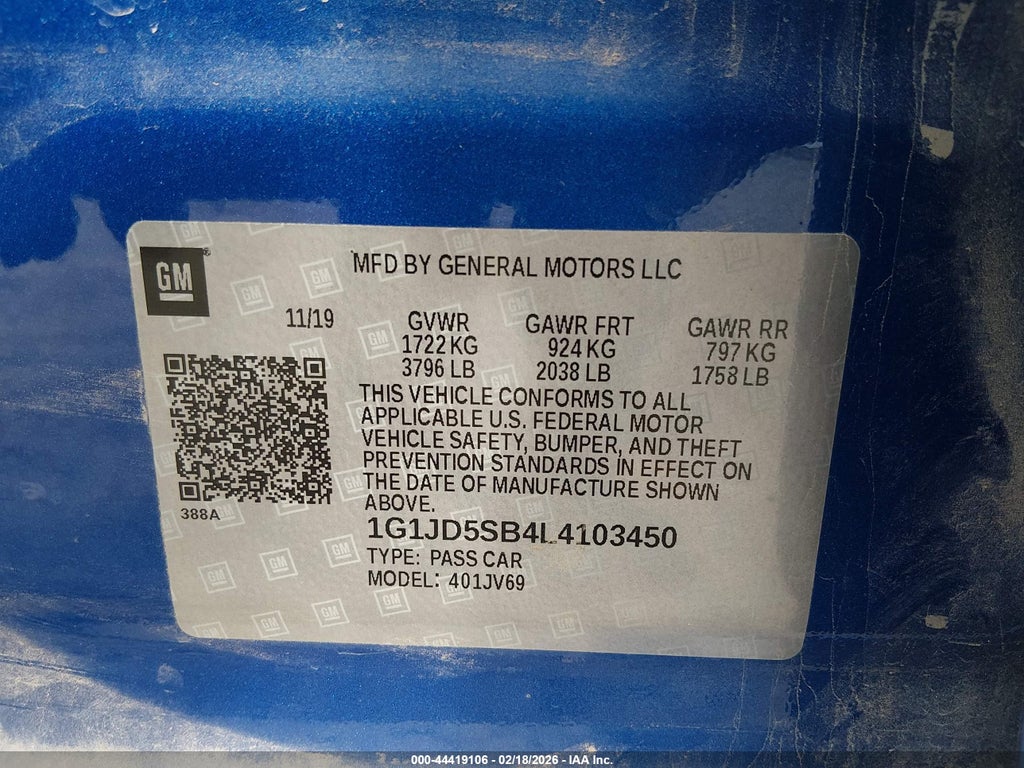 GM
MFD BY GENERAL MOTORS LLC
11/19
GVWR
1722 KG
3796 LB
GAWR FRT
924 KG
2038 LB
GAWR RR
797 KG
1758 LB
THIS VEHICLE CONFORMS TO ALL
APPLICABLE U.S. FEDERAL MOTOR
VEHICLE SAFETY, BUMPER, AND THEFT
PREVENTION STANDARDS IN EFFECT ON
THE DATE OF MANUFACTURE SHOWN
ABOVE.
388A
1G1JD5SB4L4103450
TYPE: PASS CAR
MODEL: 401JV69
000-44419106 - 02/18/2026 - IAA Inc.